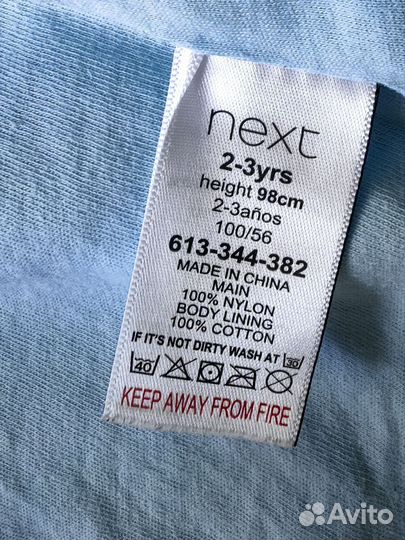 next
2-3yrs
height 98cm
2-3años
100/56
613-344-382
MADE IN CHINA
MAIN
100% NYLON
BODY LINING
100% COTTON
IF IT'S NOT DIRTY WASH AT 30
40
KEEP AWAY FROM FIRE
Avito